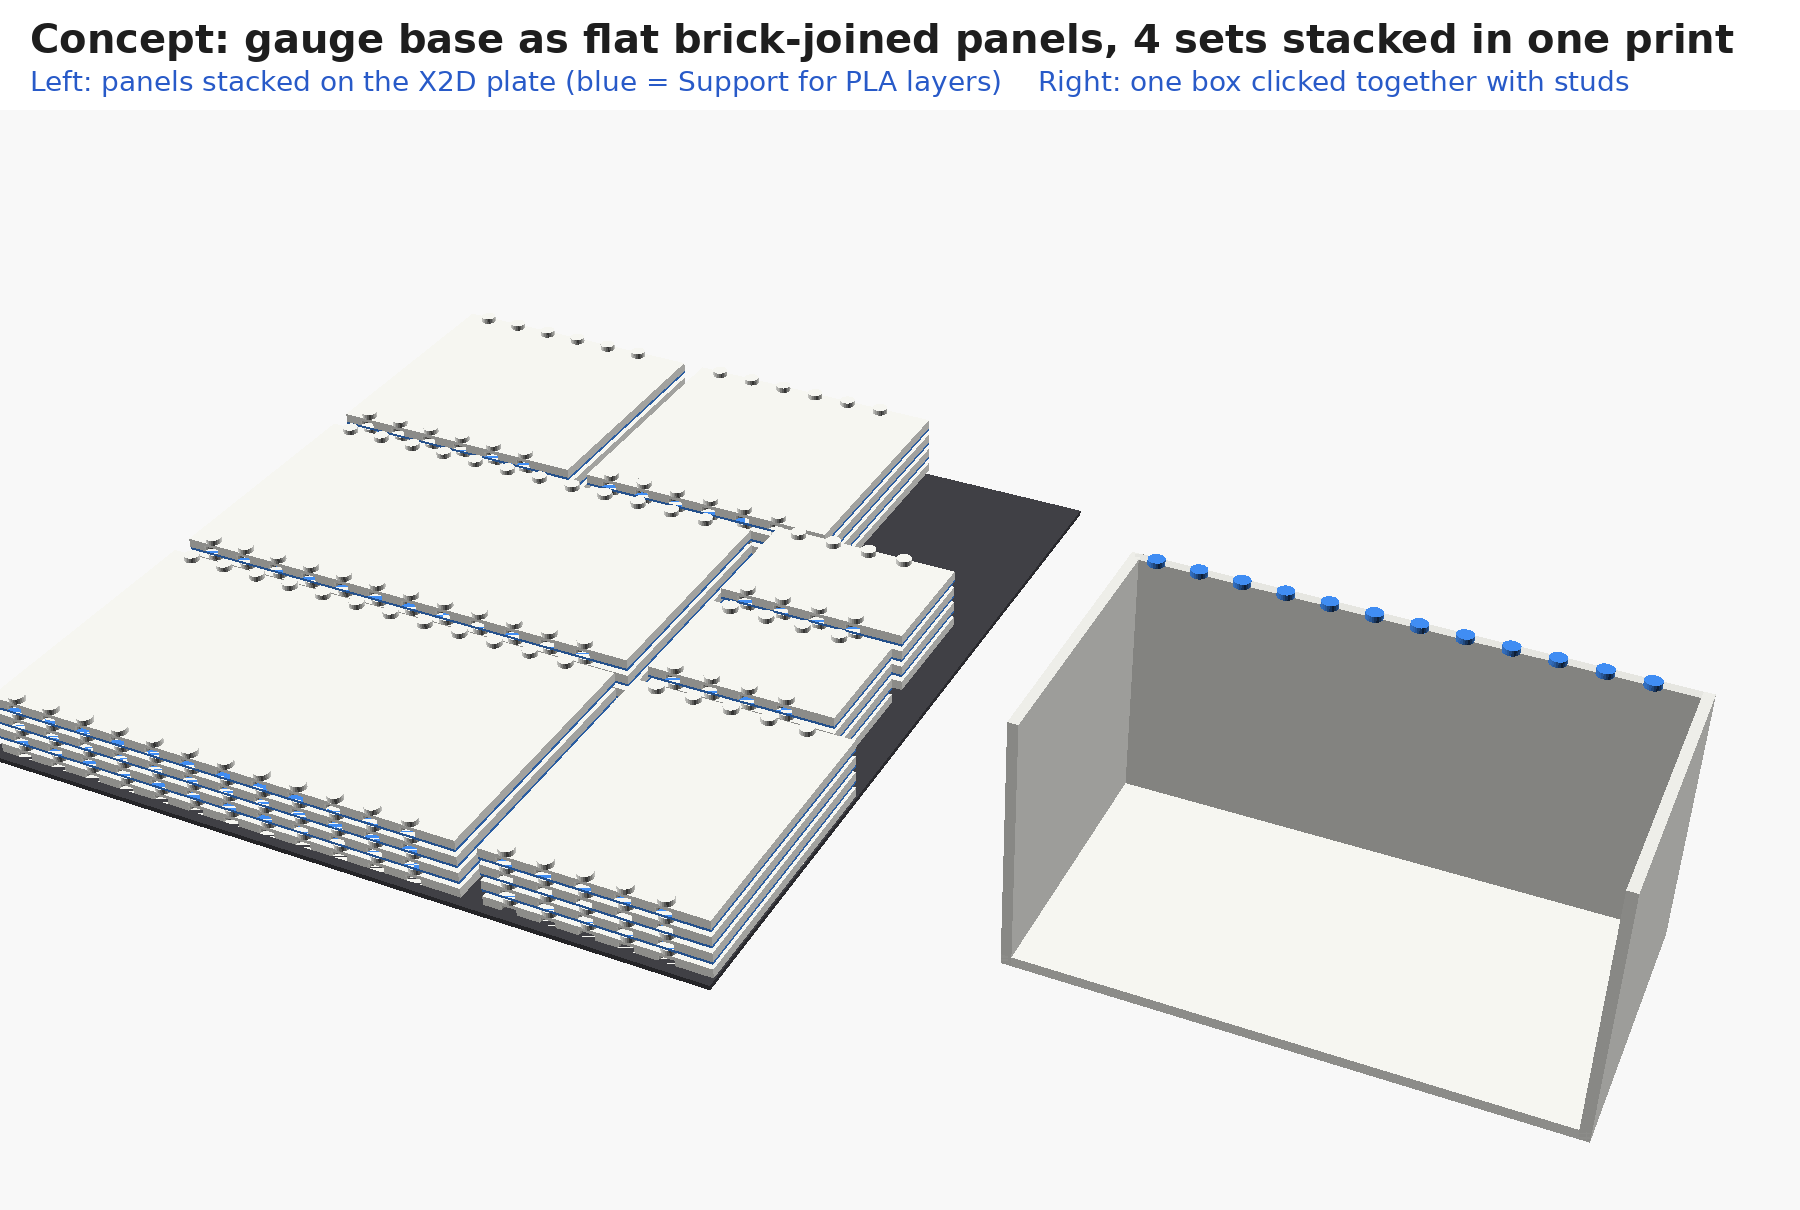 Concept: gauge base as flat brick-joined panels, 4 sets stacked in one print
Left: panels stacked on the X2D plate (blue = Support for PLA layers)    Right: one box clicked together with studs